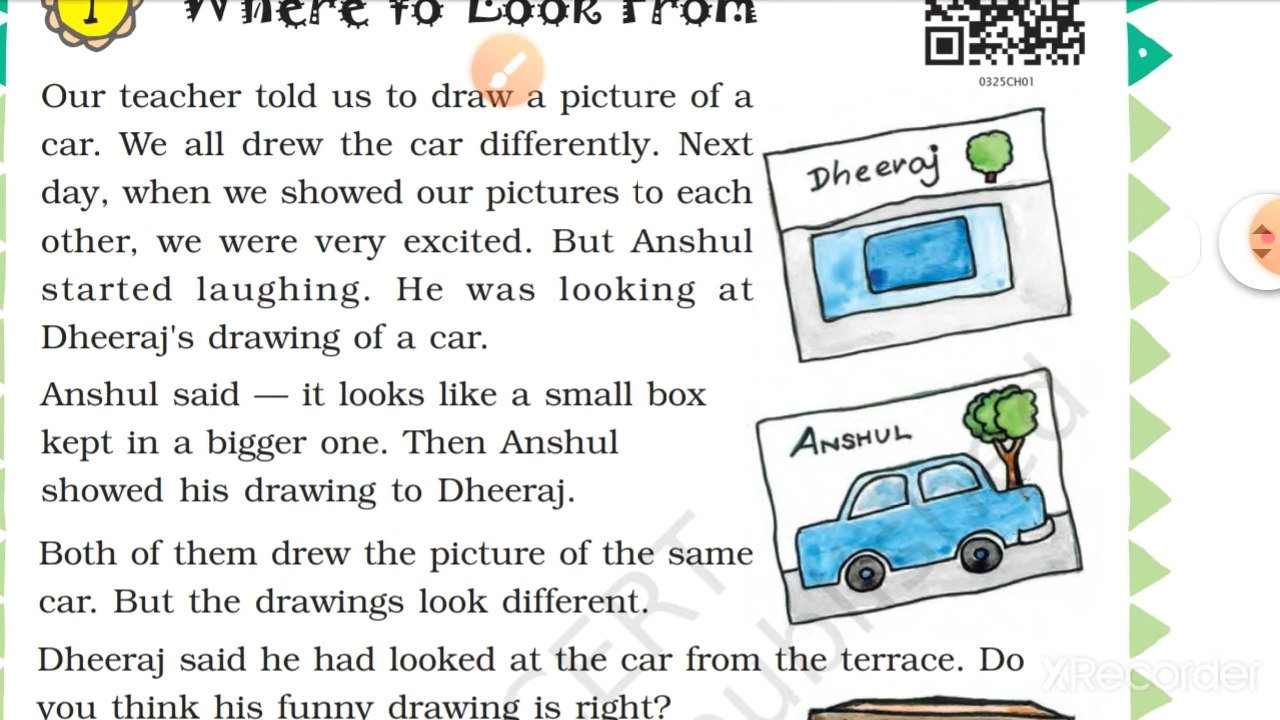 1 Where to Look From
0325CH01
Our teacher told us to draw a picture of a
car. We all drew the car differently. Next
day, when we showed our pictures to each
other, we were very excited. But Anshul
started laughing. He was looking at
Dheeraj's drawing of a car.
Dheeraj
Anshul said — it looks like a small box
kept in a bigger one. Then Anshul
showed his drawing to Dheeraj.
ANSHUL
Both of them drew the picture of the same
car. But the drawings look different.
Dheeraj said he had looked at the car from the terrace. Do
you think his funny drawing is right?
XRecorder